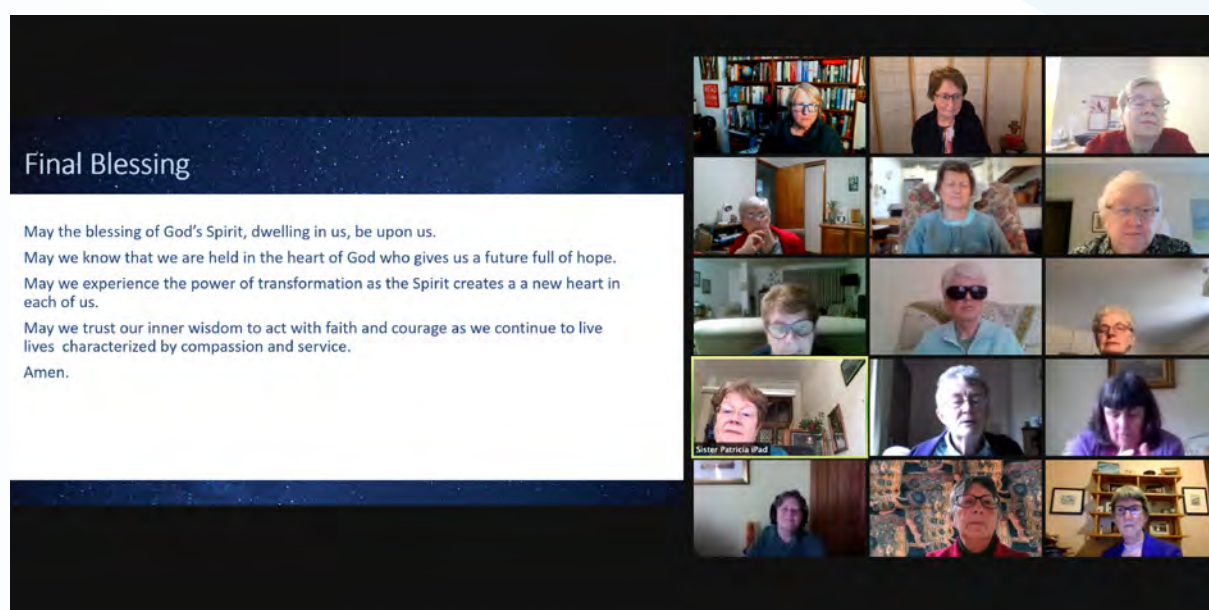 Final Blessing
May the blessing of God's Spirit, dwelling in us, be upon us.
May we know that we are held in the heart of God who gives us a future full of hope.
May we experience the power of transformation as the Spirit creates a a new heart in
each of us.
May we trust our inner wisdom to act with faith and courage as we continue to live
lives characterized by compassion and service.
Amen.
Sister Patricia iPad